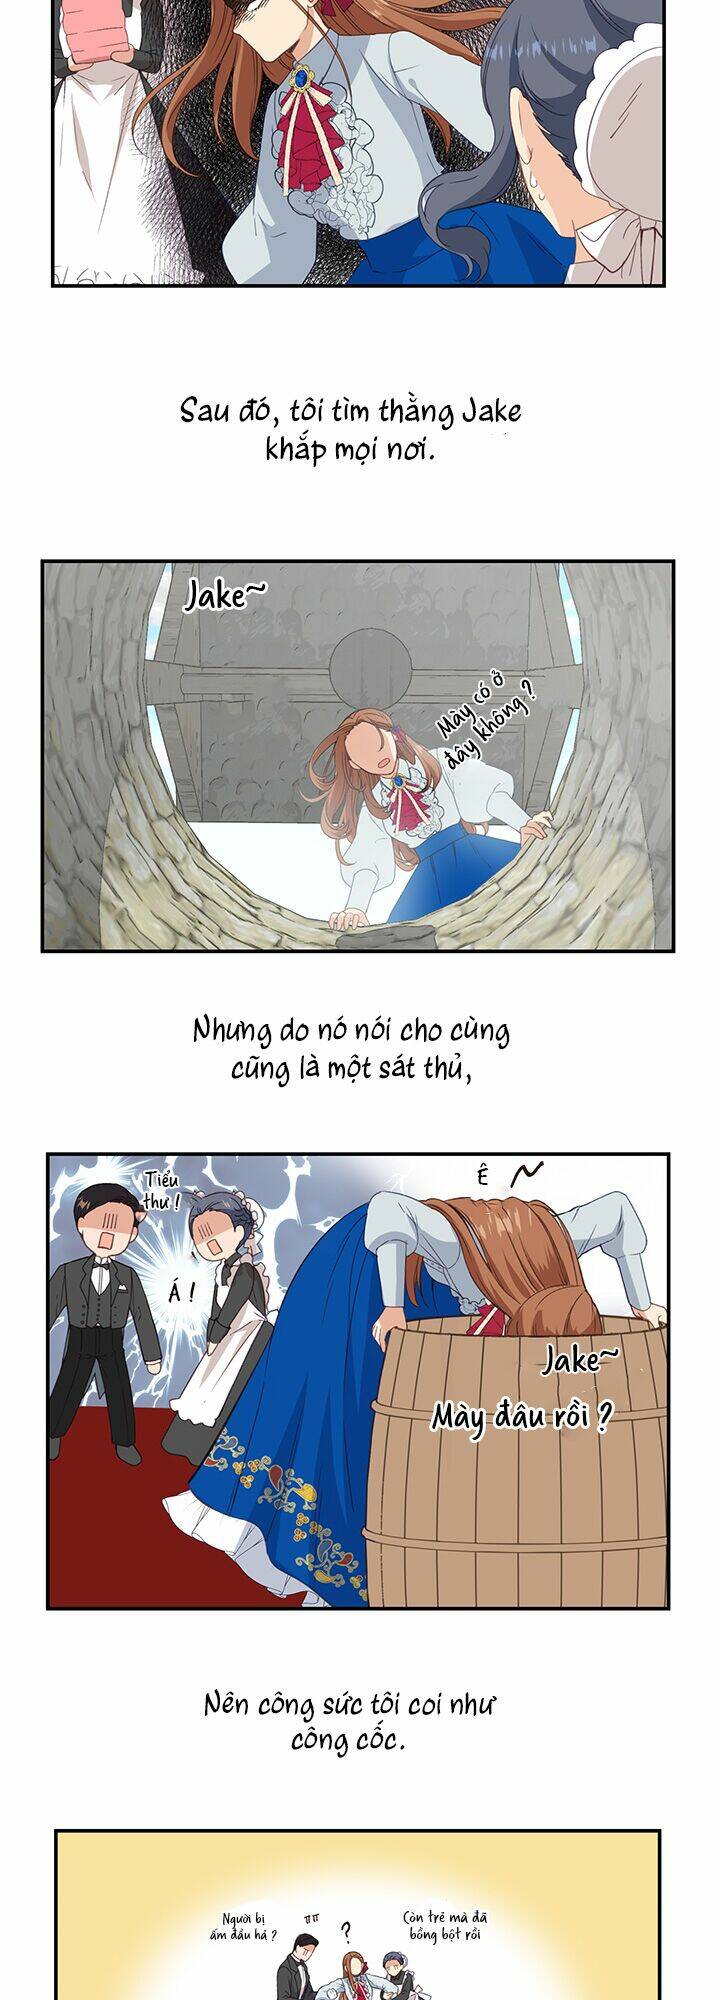 Sau đó, tôi tìm thằng Jake
khắp mọi nơi.
Jake~
Mày có ở
đây không ?
Nhưng do nó nói cho cùng
cũng là một sát thủ,
Tiểu
thư !
Á !
Ê ~
Jake~
Mày đâu rồi ?
Nên công sức tôi coi như
công cốc.
Người bị
ấm đầu hả ?
ㅠㅠ
?
Còn trẻ mà đã
bồng bột rồi